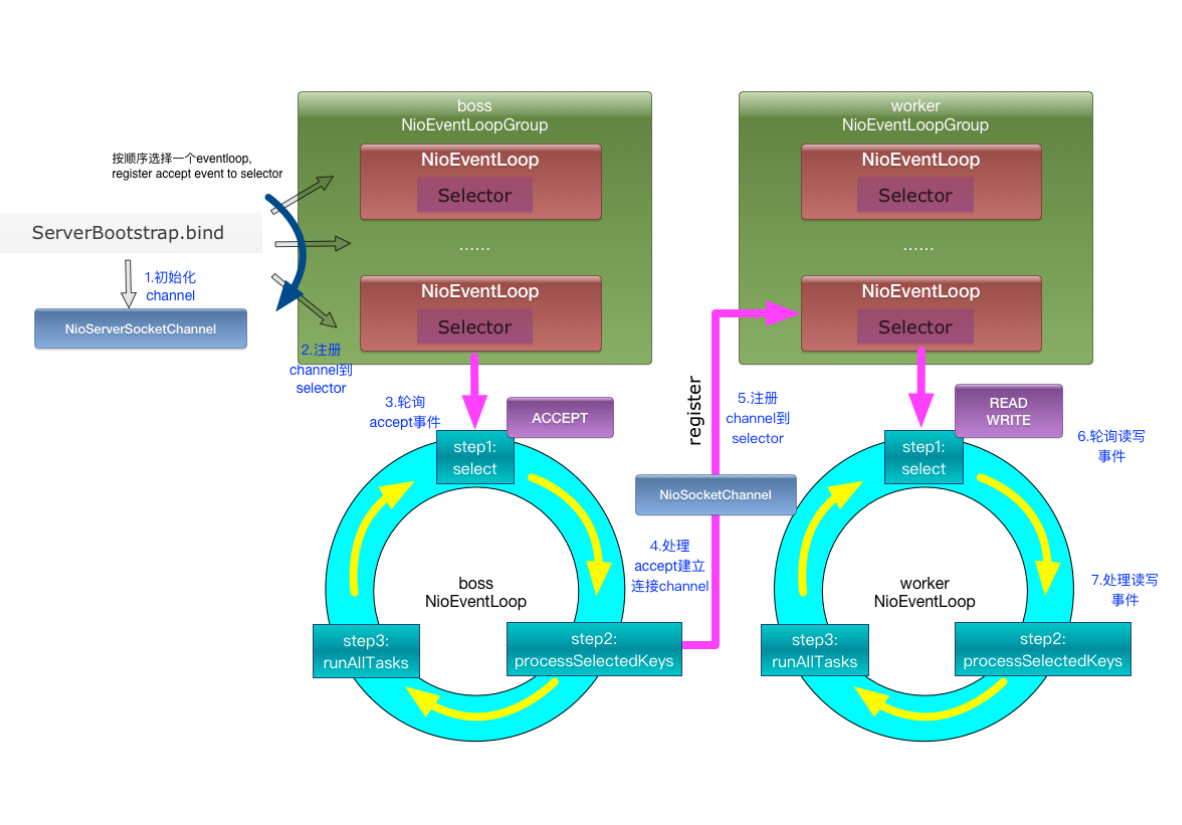 boss
NioEventLoopGroup
NioEventLoop
Selector
......
NioEventLoop
Selector
worker
NioEventLoopGroup
NioEventLoop
Selector
......
NioEventLoop
Selector
按顺序选择一个eventloop,
register accept event to selector
ServerBootstrap.bind
1.初始化
channel
NioServerSocketChannel
2.注册
channel到
selector
3.轮询
accept事件
ACCEPT
step1:
select
boss
NioEventLoop
step2:
processSelectedKeys
step3:
runAllTasks
4.处理
accept建立
连接channel
NioSocketChannel
register
5.注册
channel到
selector
READ
WRITE
step1:
select
6.轮询读写
事件
worker
NioEventLoop
7.处理读写
事件
step2:
processSelectedKeys
step3:
runAllTasks